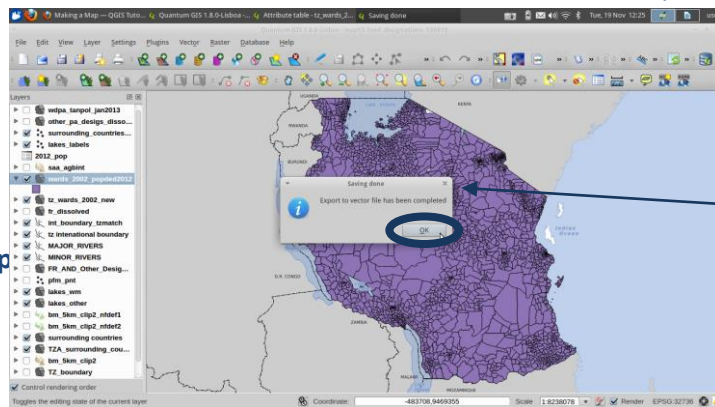 Making a Map — QGIS Tuto...
Quantum GIS 1.8.0-Lisboa -...
Attribute table - tz_wards_2...
Saving done
Tue, 19 Nov 12:25
File Edit View Layer Settings Plugins Vector Raster Database Help
Layers
wdpa_tanpol_jan2013
other_pa_desigs_disso...
surrounding_countries...
lakes_labels
2012_pop
saa_agbint
wards_2002_popded2012
tz_wards_2002_new
fr_dissolved
int_boundary_tzmatch
tz intenational boundary
MAJOR_RIVERS
MINOR_RIVERS
FR_AND_Other_Desig...
pfm_pnt
lakes_wm
lakes_other
bm_5km_clip2_nfdef1
bm_5km_clip2_nfdef2
surrounding countries
TZA_surrounding_cou...
bm_5km_clip2
TZ_boundary
Control rendering order
p
UGANDA
KENYA
RWANDA
BURUNDI
D.R. CONGO
ZAMBIA
MALAWI
MOZAMBIQUE
Indian
Ocean
Saving done
Export to vector file has been completed
OK
Toggles the editing state of the current layer
Coordinate: -483708,9469355 Scale 1:8238078 Render EPSG:32736